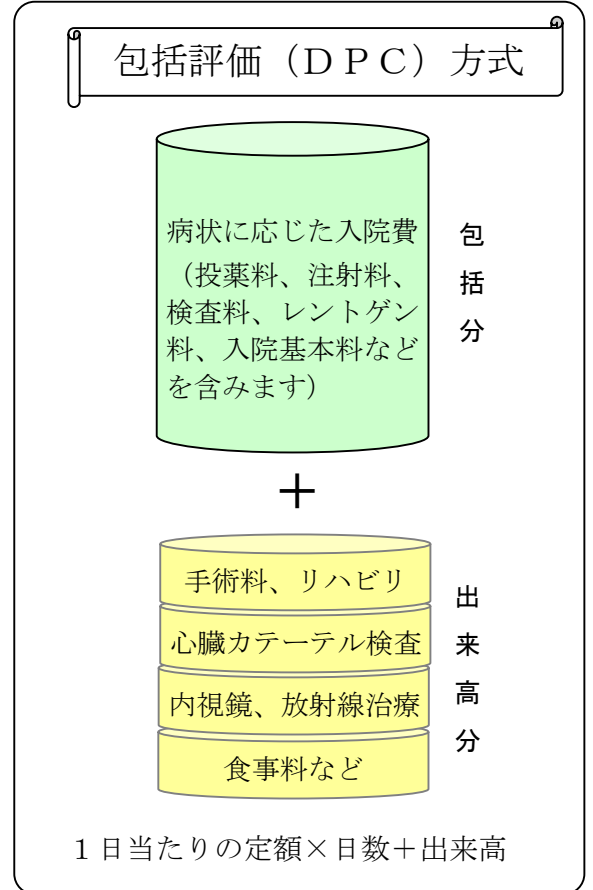 包括評価（ＤＰＣ）方式
病状に応じた入院費
（投薬料、注射料、
検査料、レントゲン
料、入院基本料など
を含みます）
包括分
＋
手術料、リハビリ
心臓カテーテル検査
内視鏡、放射線治療
食事料など
出来高分
１日当たりの定額×日数＋出来高